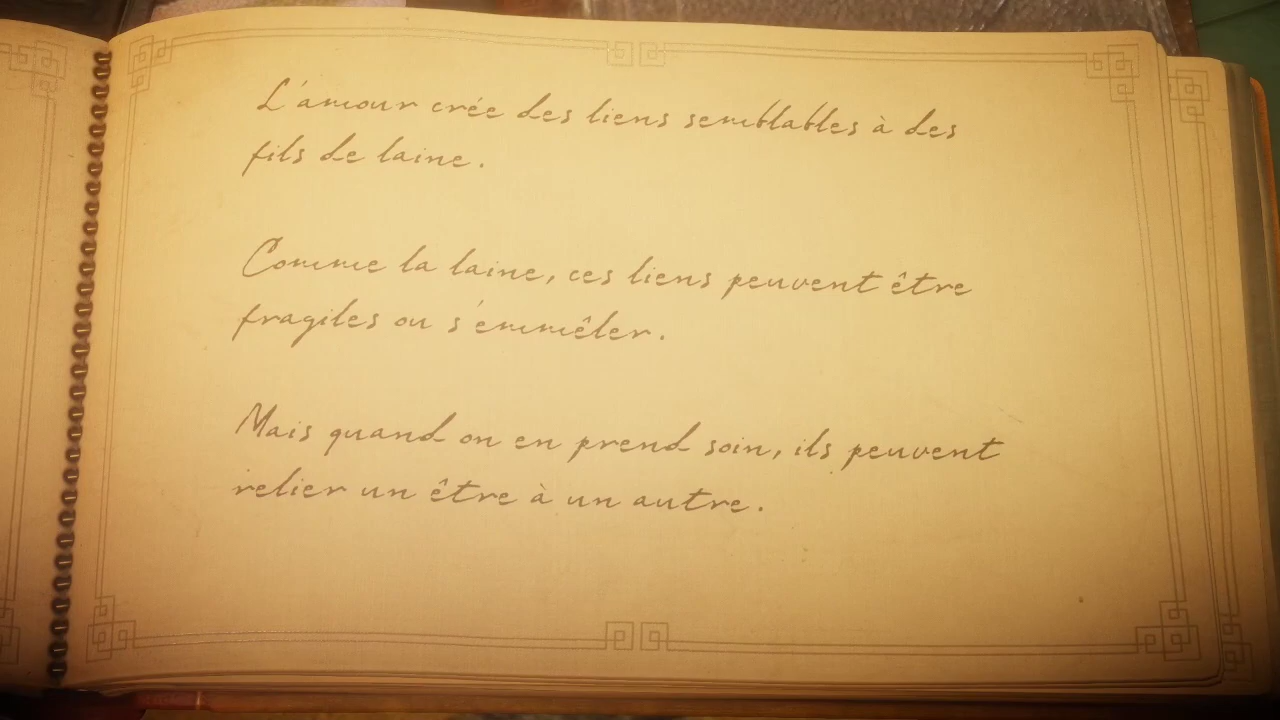 L'amour crée des liens semblables à des
fils de laine.
Comme la laine, ces liens peuvent être
fragiles ou s'emmêler.
Mais quand on en prend soin, ils peuvent
relier un être à un autre.